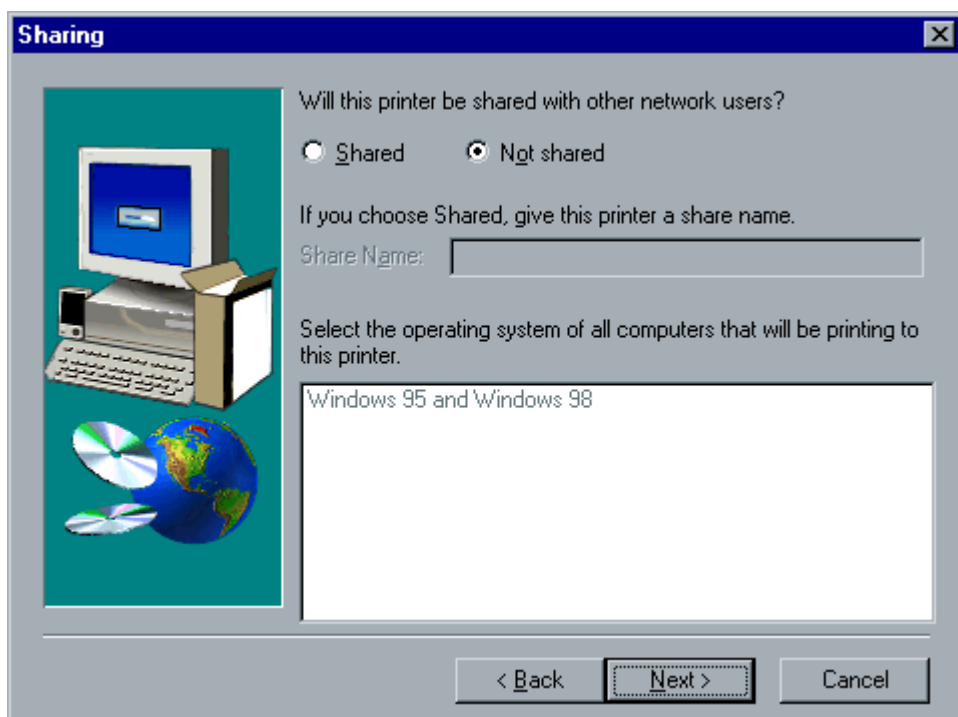 Sharing
Will this printer be shared with other network users?
Shared Not shared
If you choose Shared, give this printer a share name.
Share Name:
Select the operating system of all computers that will be printing to
this printer.
Windows 95 and Windows 98
< Back Next > Cancel